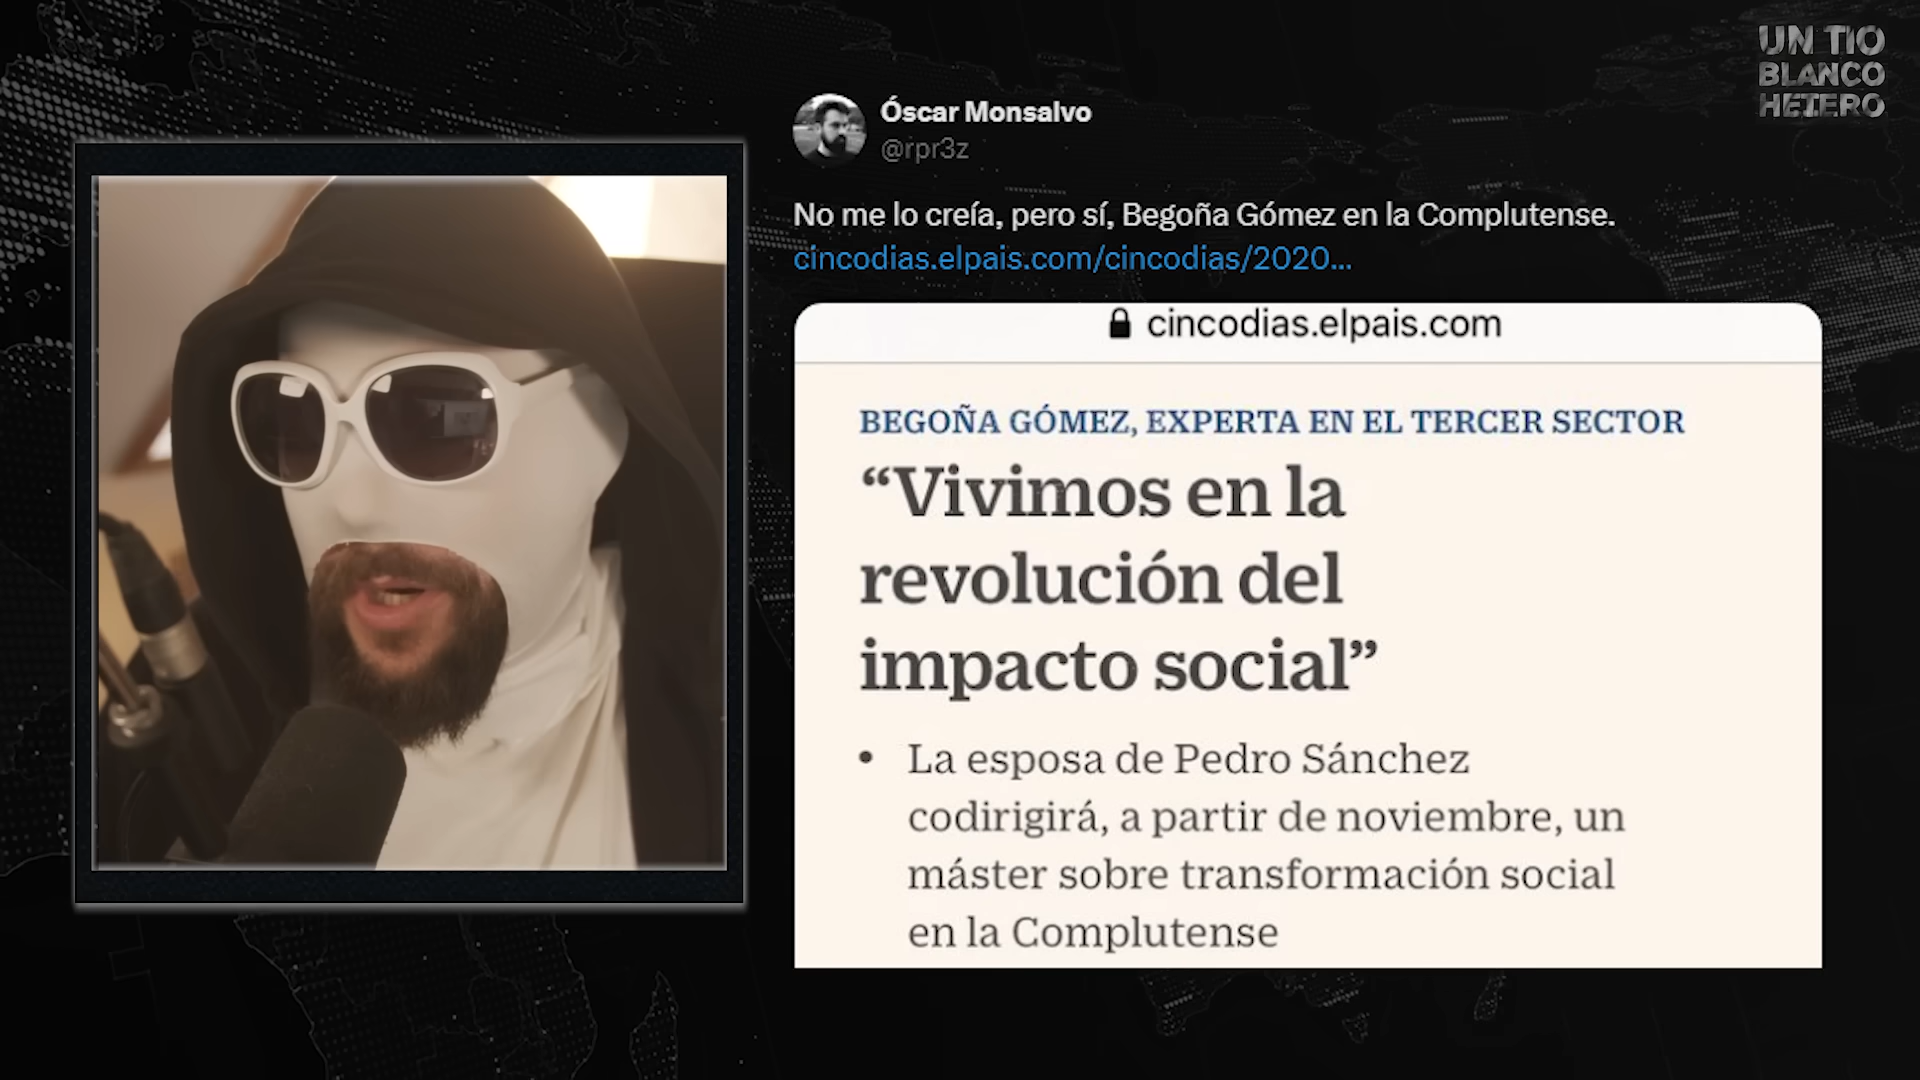 UN TIO
BLANCO
HETERO
Óscar Monsalvo
@rpr3z
No me lo creía, pero sí, Begoña Gómez en la Complutense.
cincodias.elpais.com/cincodias/2020...
cincodias.elpais.com
BEGOÑA GÓMEZ, EXPERTA EN EL TERCER SECTOR
“Vivimos en la
revolución del
impacto social”
• La esposa de Pedro Sánchez
codirigirá, a partir de noviembre, un
máster sobre transformación social
en la Complutense